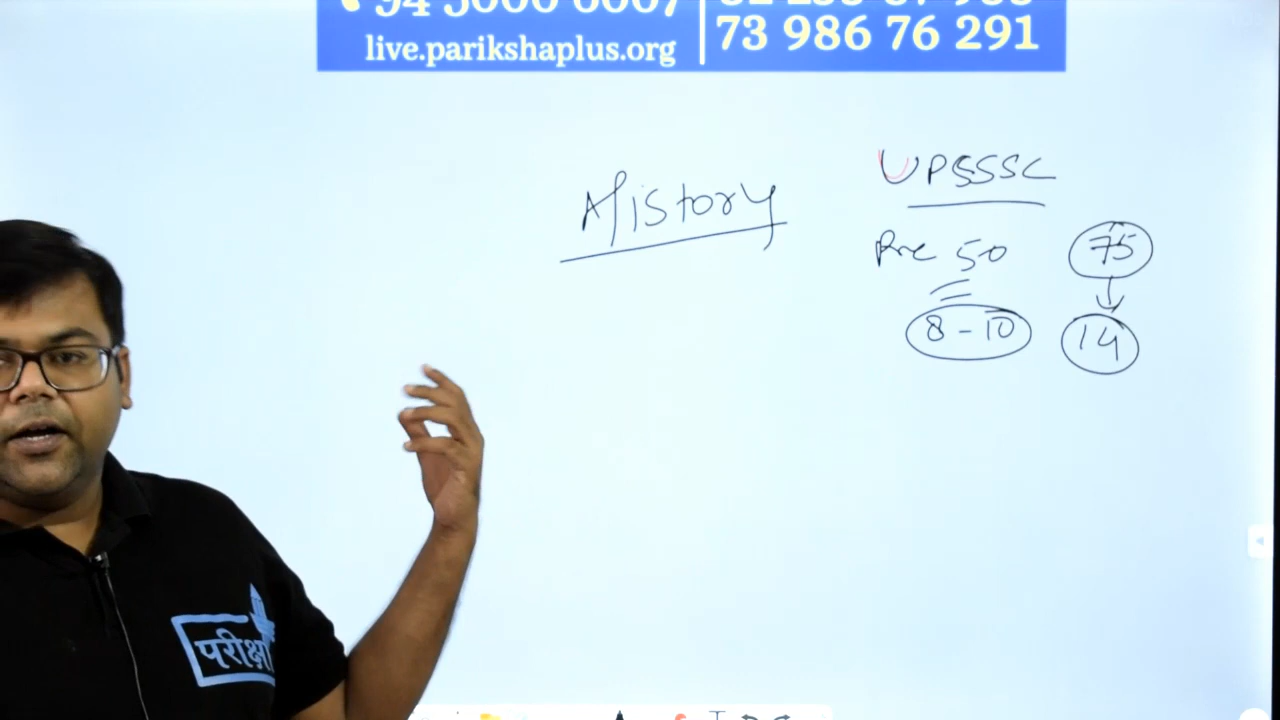 live.parikshaplus.org
73 986 76 291
History
UPSSSC
Pre 50
75
8-10
14
परीक्षा